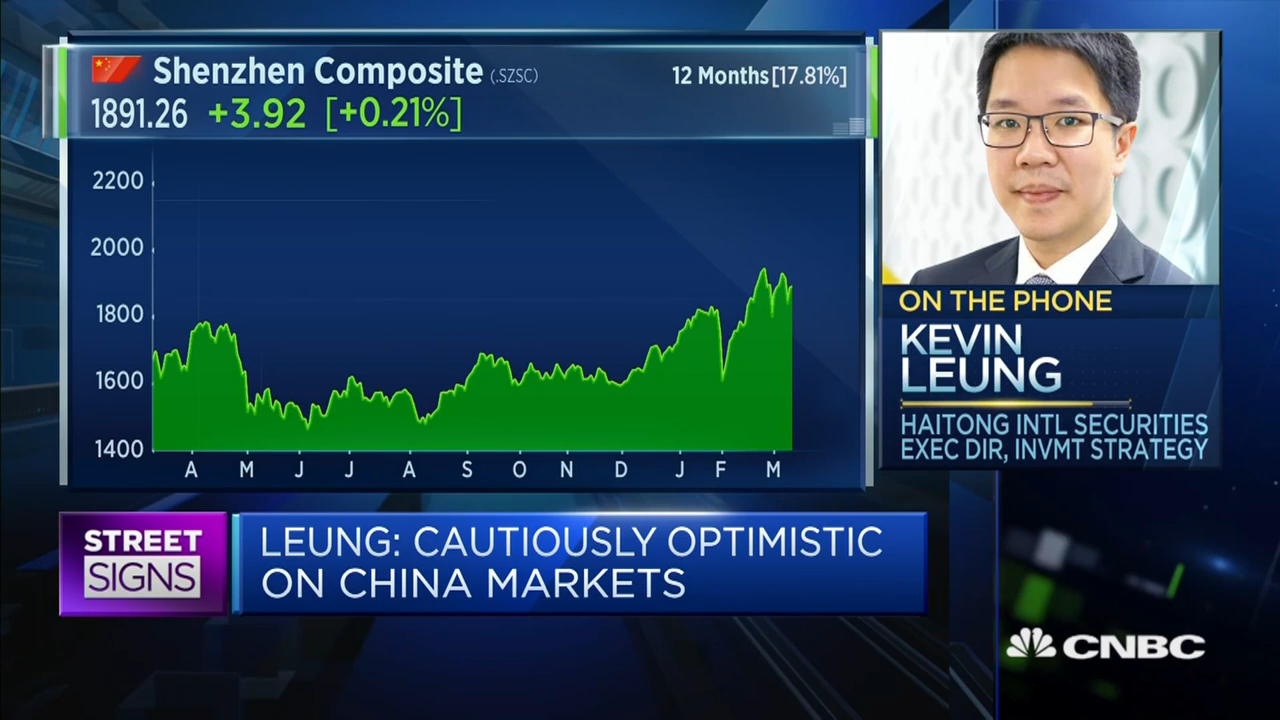 Shenzhen Composite (.SZSC)
12 Months[17.81%]
1891.26 +3.92 [+0.21%]
2200
2000
1800
1600
1400
A M J J A S O N D J F M
ON THE PHONE
KEVIN
LEUNG
HAITONG INTL SECURITIES
EXEC DIR, INVMT STRATEGY
STREET
SIGNS
LEUNG: CAUTIOUSLY OPTIMISTIC
ON CHINA MARKETS
CNBC